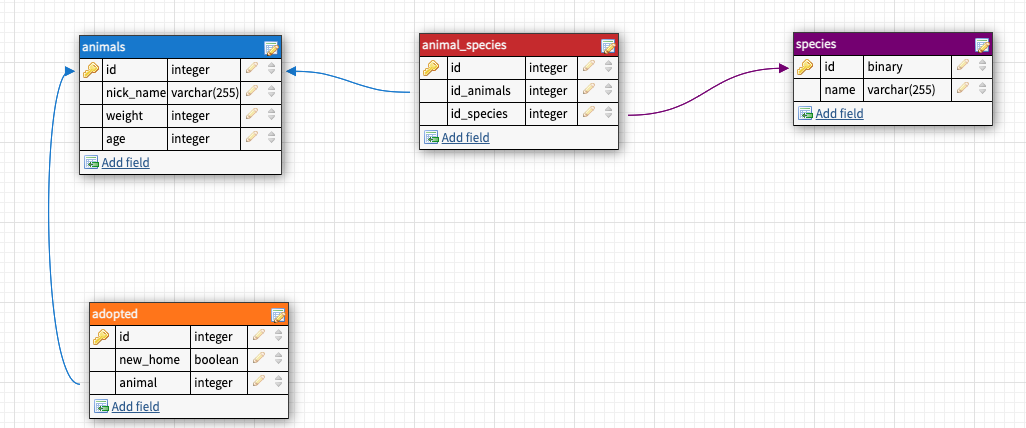 animals
id integer
nick_name varchar(255)
weight integer
age integer
Add field
animal_species
id integer
id_animals integer
id_species integer
Add field
species
id binary
name varchar(255)
Add field
adopted
id integer
new_home boolean
animal integer
Add field